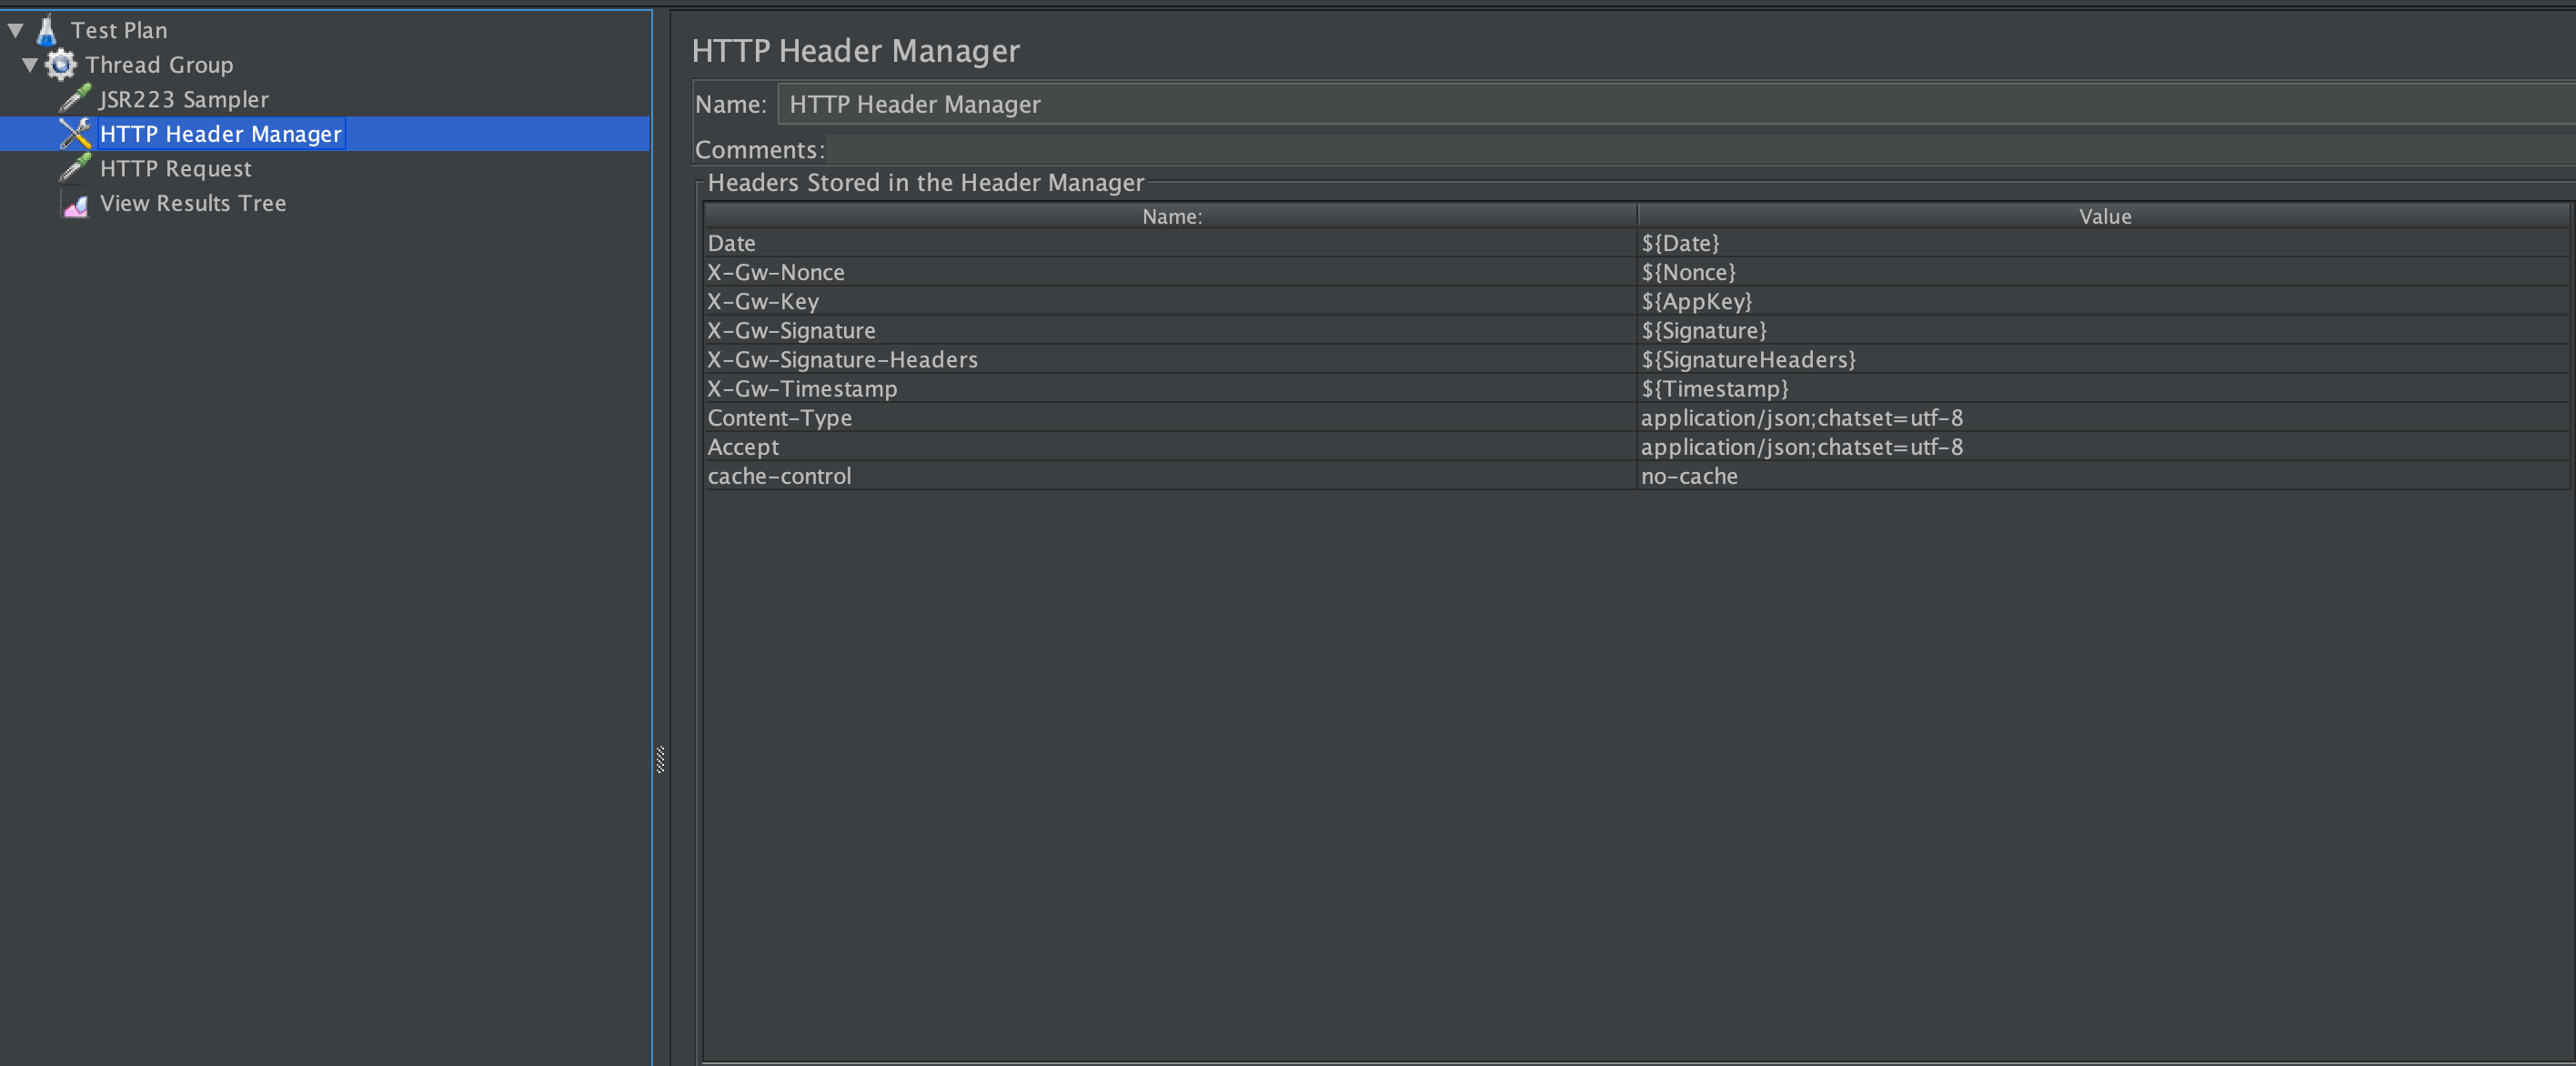 Test Plan
Thread Group
JSR223 Sampler
HTTP Header Manager
HTTP Request
View Results Tree
HTTP Header Manager
Name: HTTP Header Manager
Comments:
Headers Stored in the Header Manager
Name: Value
Date ${Date}
X-Gw-Nonce ${Nonce}
X-Gw-Key ${AppKey}
X-Gw-Signature ${Signature}
X-Gw-Signature-Headers ${SignatureHeaders}
X-Gw-Timestamp ${Timestamp}
Content-Type application/json;chatset=utf-8
Accept application/json;chatset=utf-8
cache-control no-cache